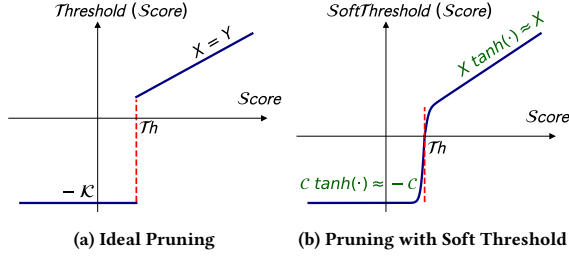 Threshold (Score)
X = Y
Score
Th
− K
(a) Ideal Pruning
SoftThreshold (Score)
X tanh(·) ≈ X
Score
Th
C tanh(·) ≈ − C
(b) Pruning with Soft Threshold